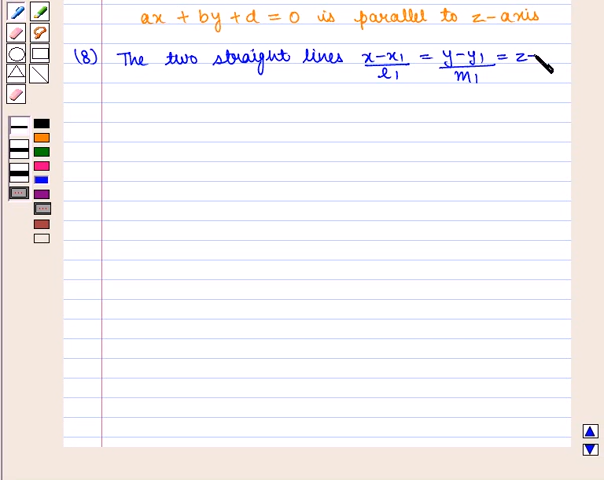 ax + by + d = 0 is parallel to z-axis
(8) The two straight lines x-x₁/l₁ = y-y₁/m₁ = z-